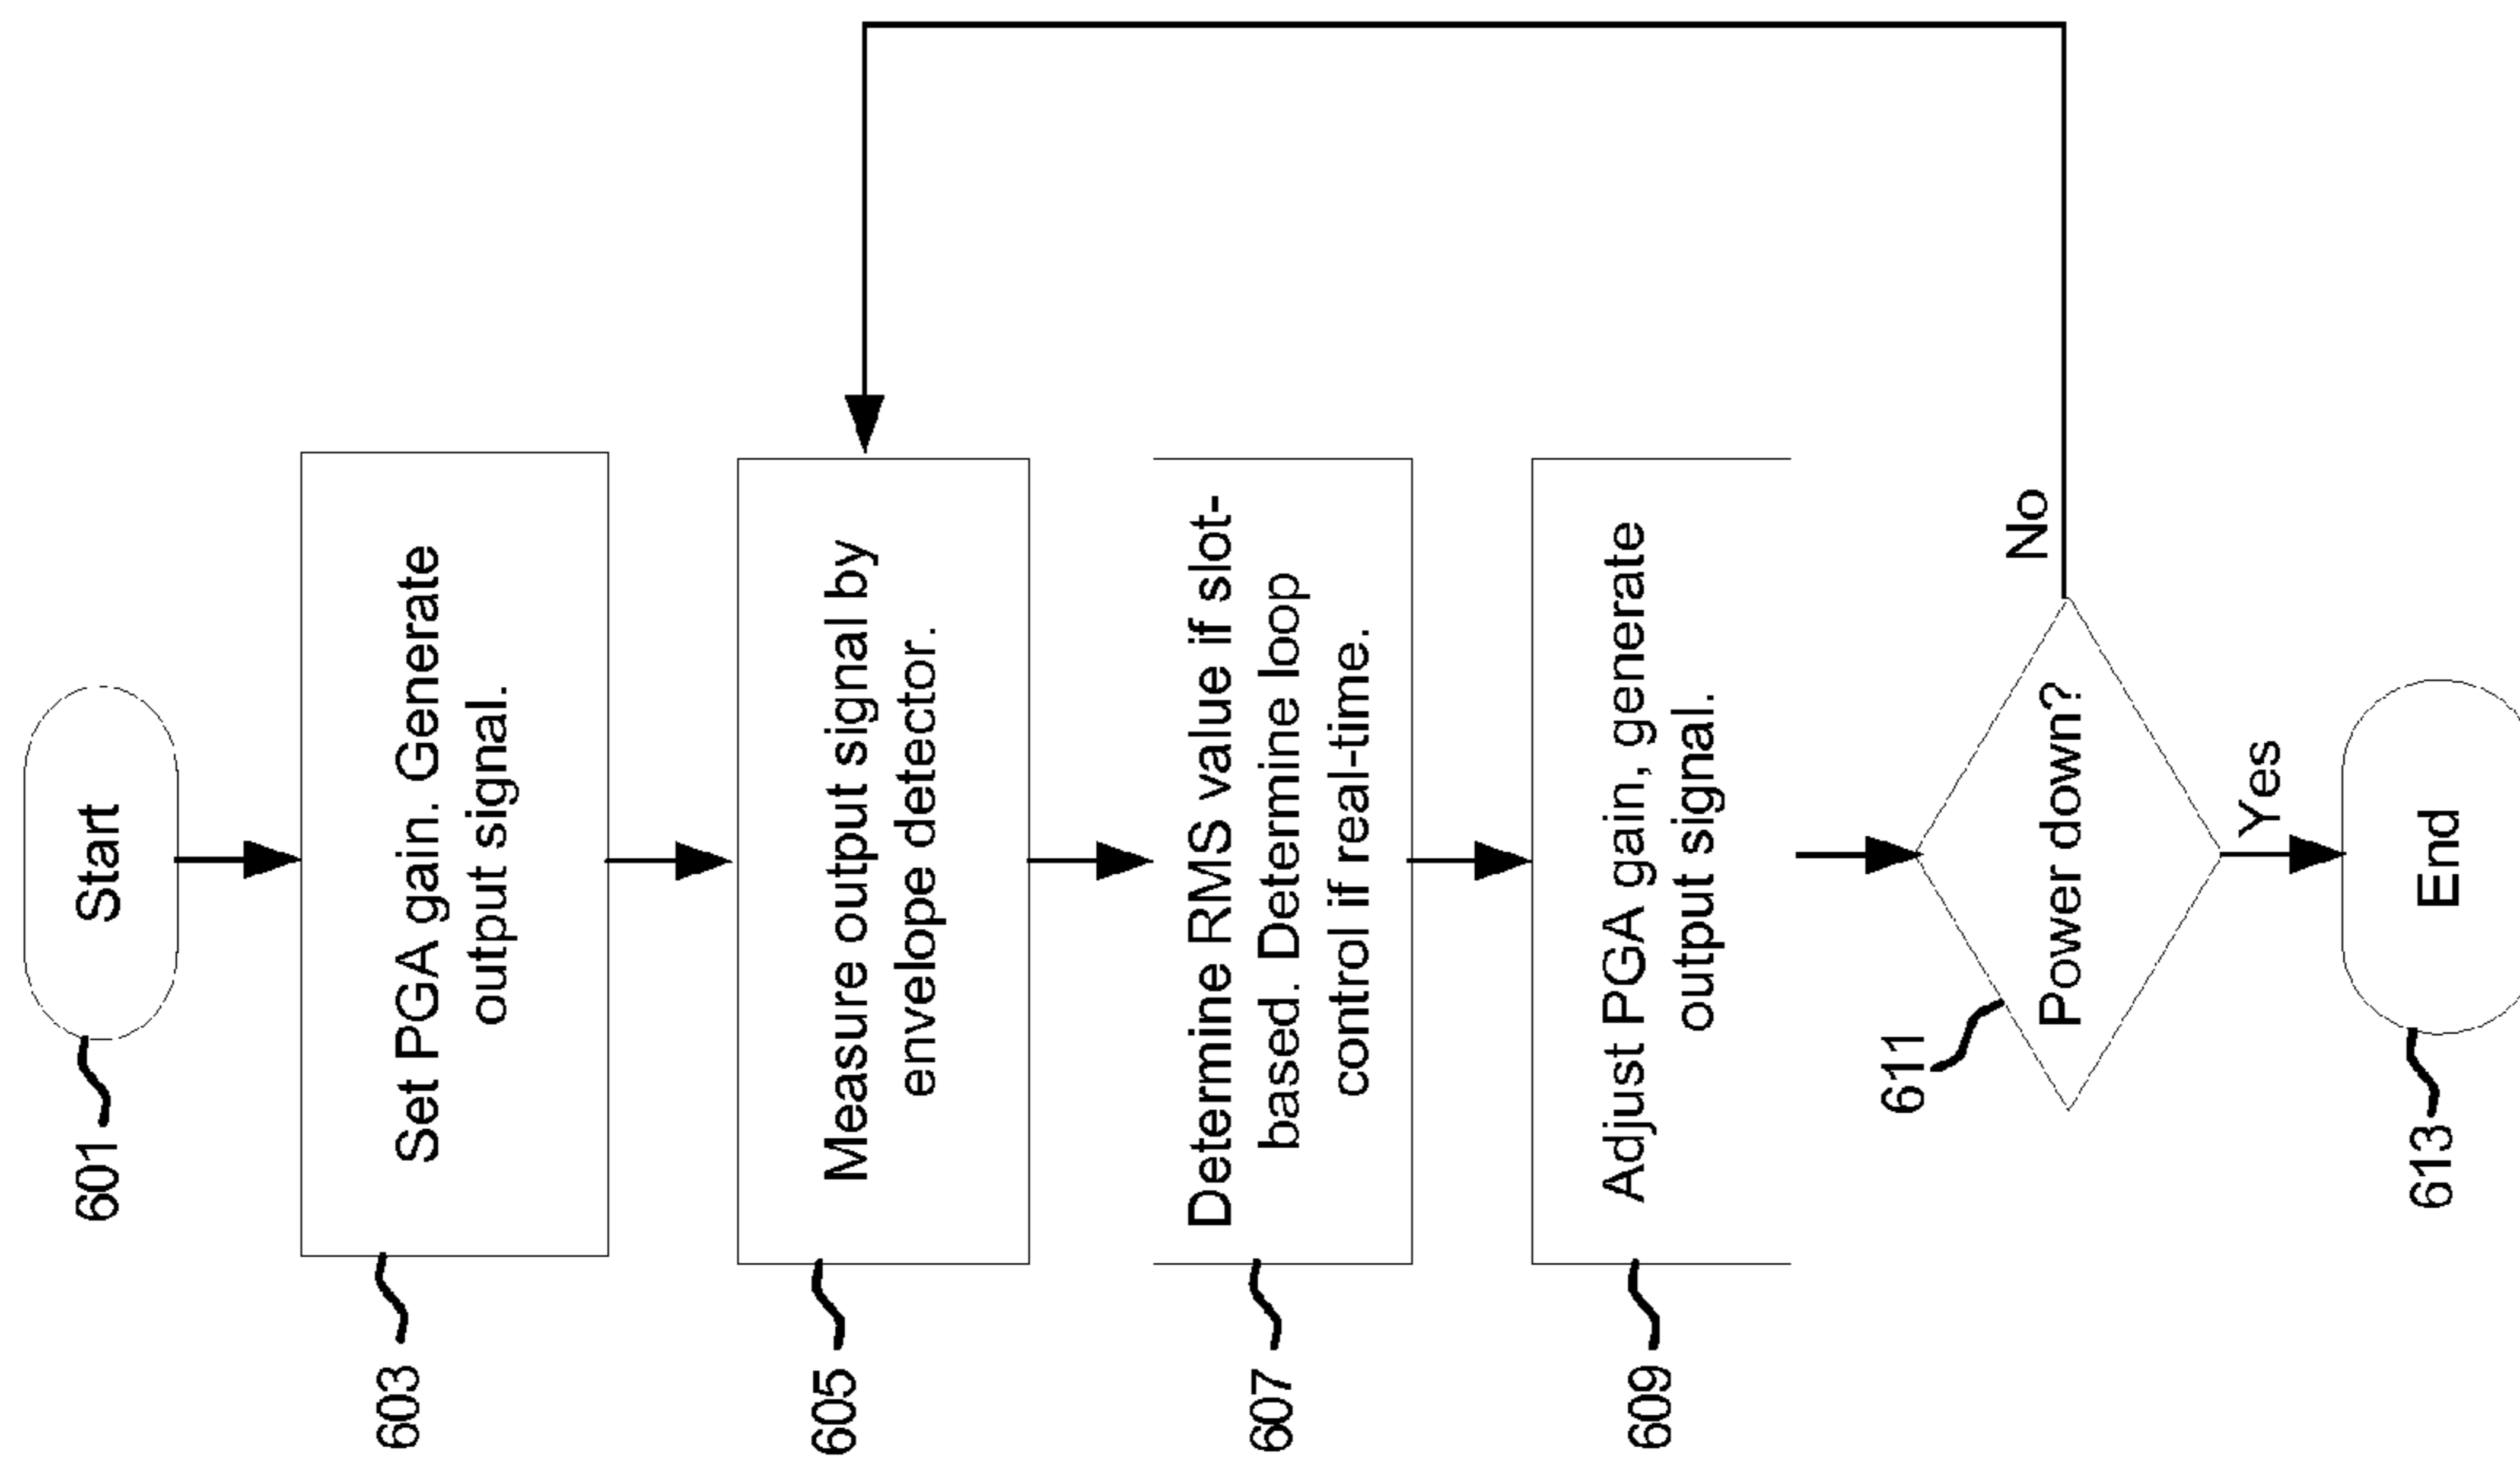 601
Start
603
Set PGA gain. Generate
output signal.
605
Measure output signal by
envelope detector.
607
Determine RMS value if slot-
based. Determine loop
control if real-time.
609
Adjust PGA gain, generate
output signal.
611
Power down?
No
Yes
613
End